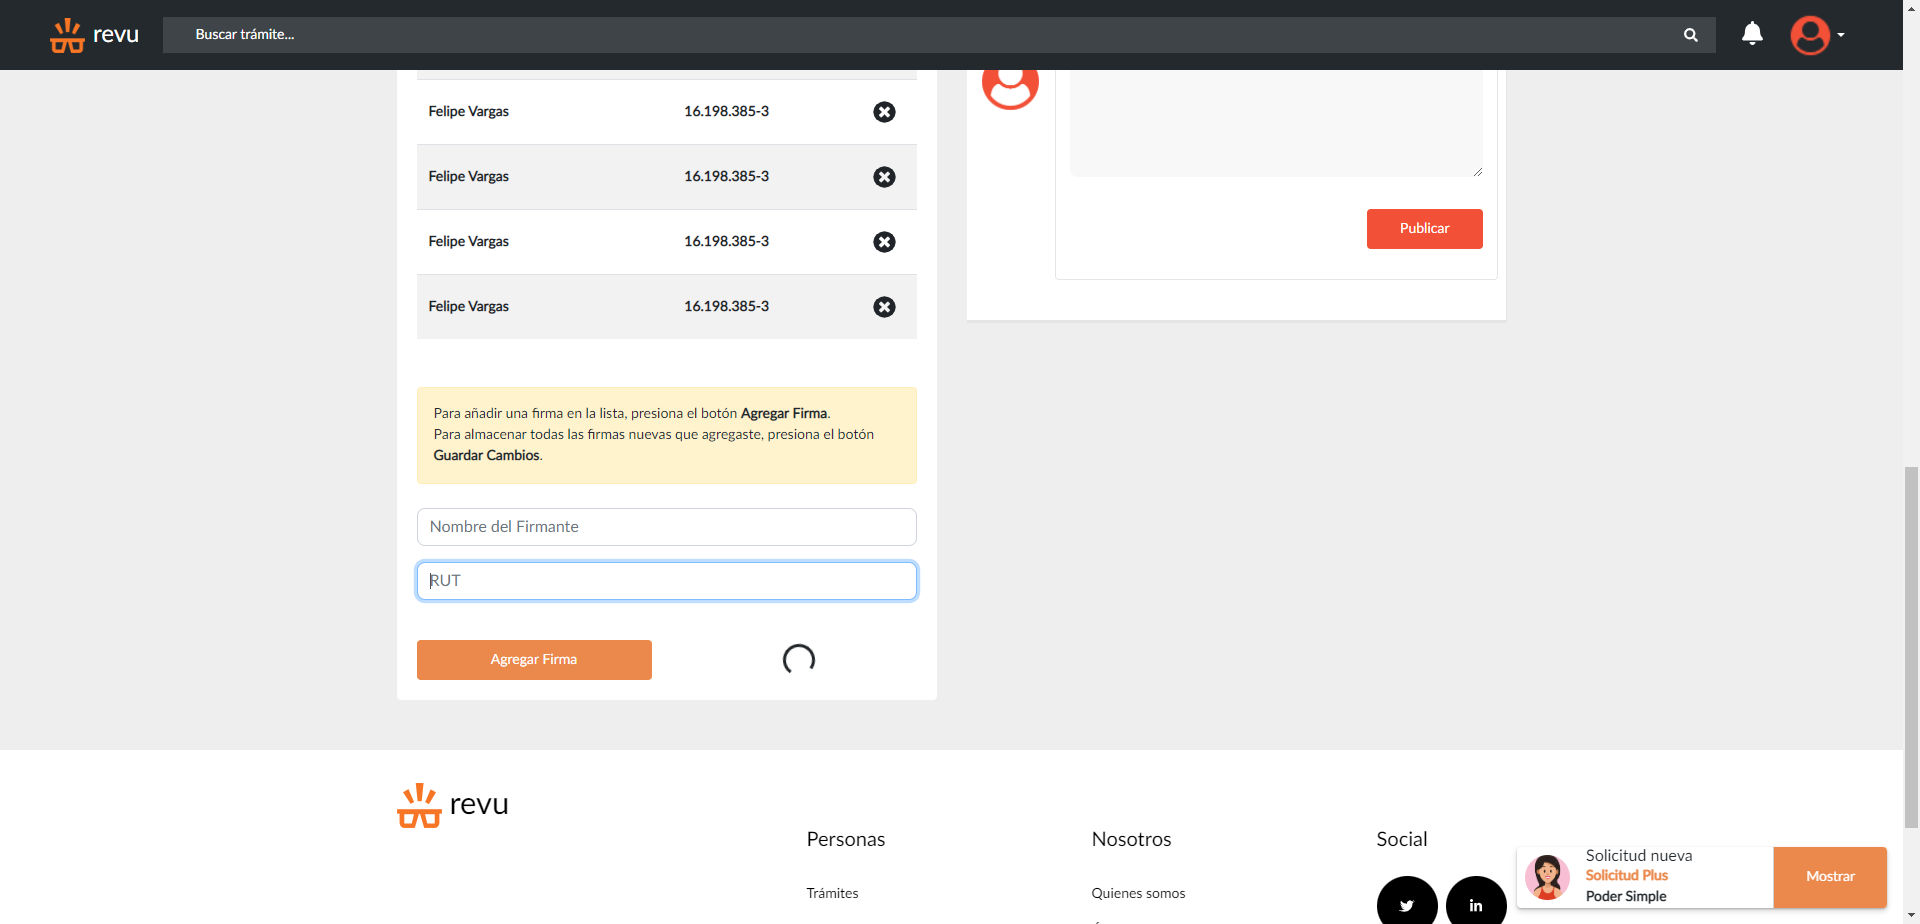 revu
Buscar trámite...
Felipe Vargas 16.198.385-3
Felipe Vargas 16.198.385-3
Felipe Vargas 16.198.385-3
Felipe Vargas 16.198.385-3
Publicar
Para añadir una firma en la lista, presiona el botón Agregar Firma.
Para almacenar todas las firmas nuevas que agregaste, presiona el botón
Guardar Cambios.
Nombre del Firmante
RUT
Agregar Firma
revu
Personas
Trámites
Nosotros
Quienes somos
Social
in
Solicitud nueva
Solicitud Plus
Poder Simple
Mostrar